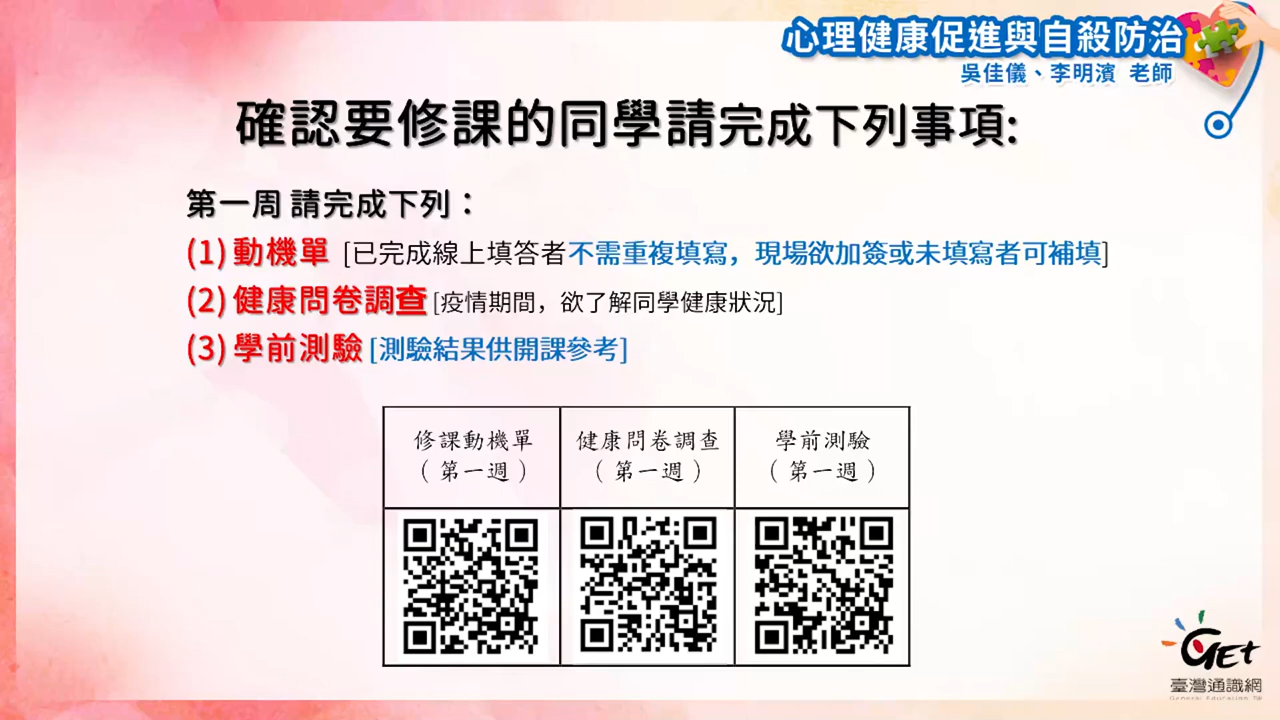 心理健康促進與自殺防治
吳佳儀、李明濱 老師
確認要修課的同學請完成下列事項:
第一周 請完成下列：
(1) 動機單 [已完成線上填答者不需重複填寫，現場欲加簽或未填寫者可補填]
(2) 健康問卷調查 [疫情期間，欲了解同學健康狀況]
(3) 學前測驗 [測驗結果供開課參考]
修課動機單 健康問卷調查 學前測驗
（第一週） （第一週） （第一週）
GET
臺灣通識網
General Education TW